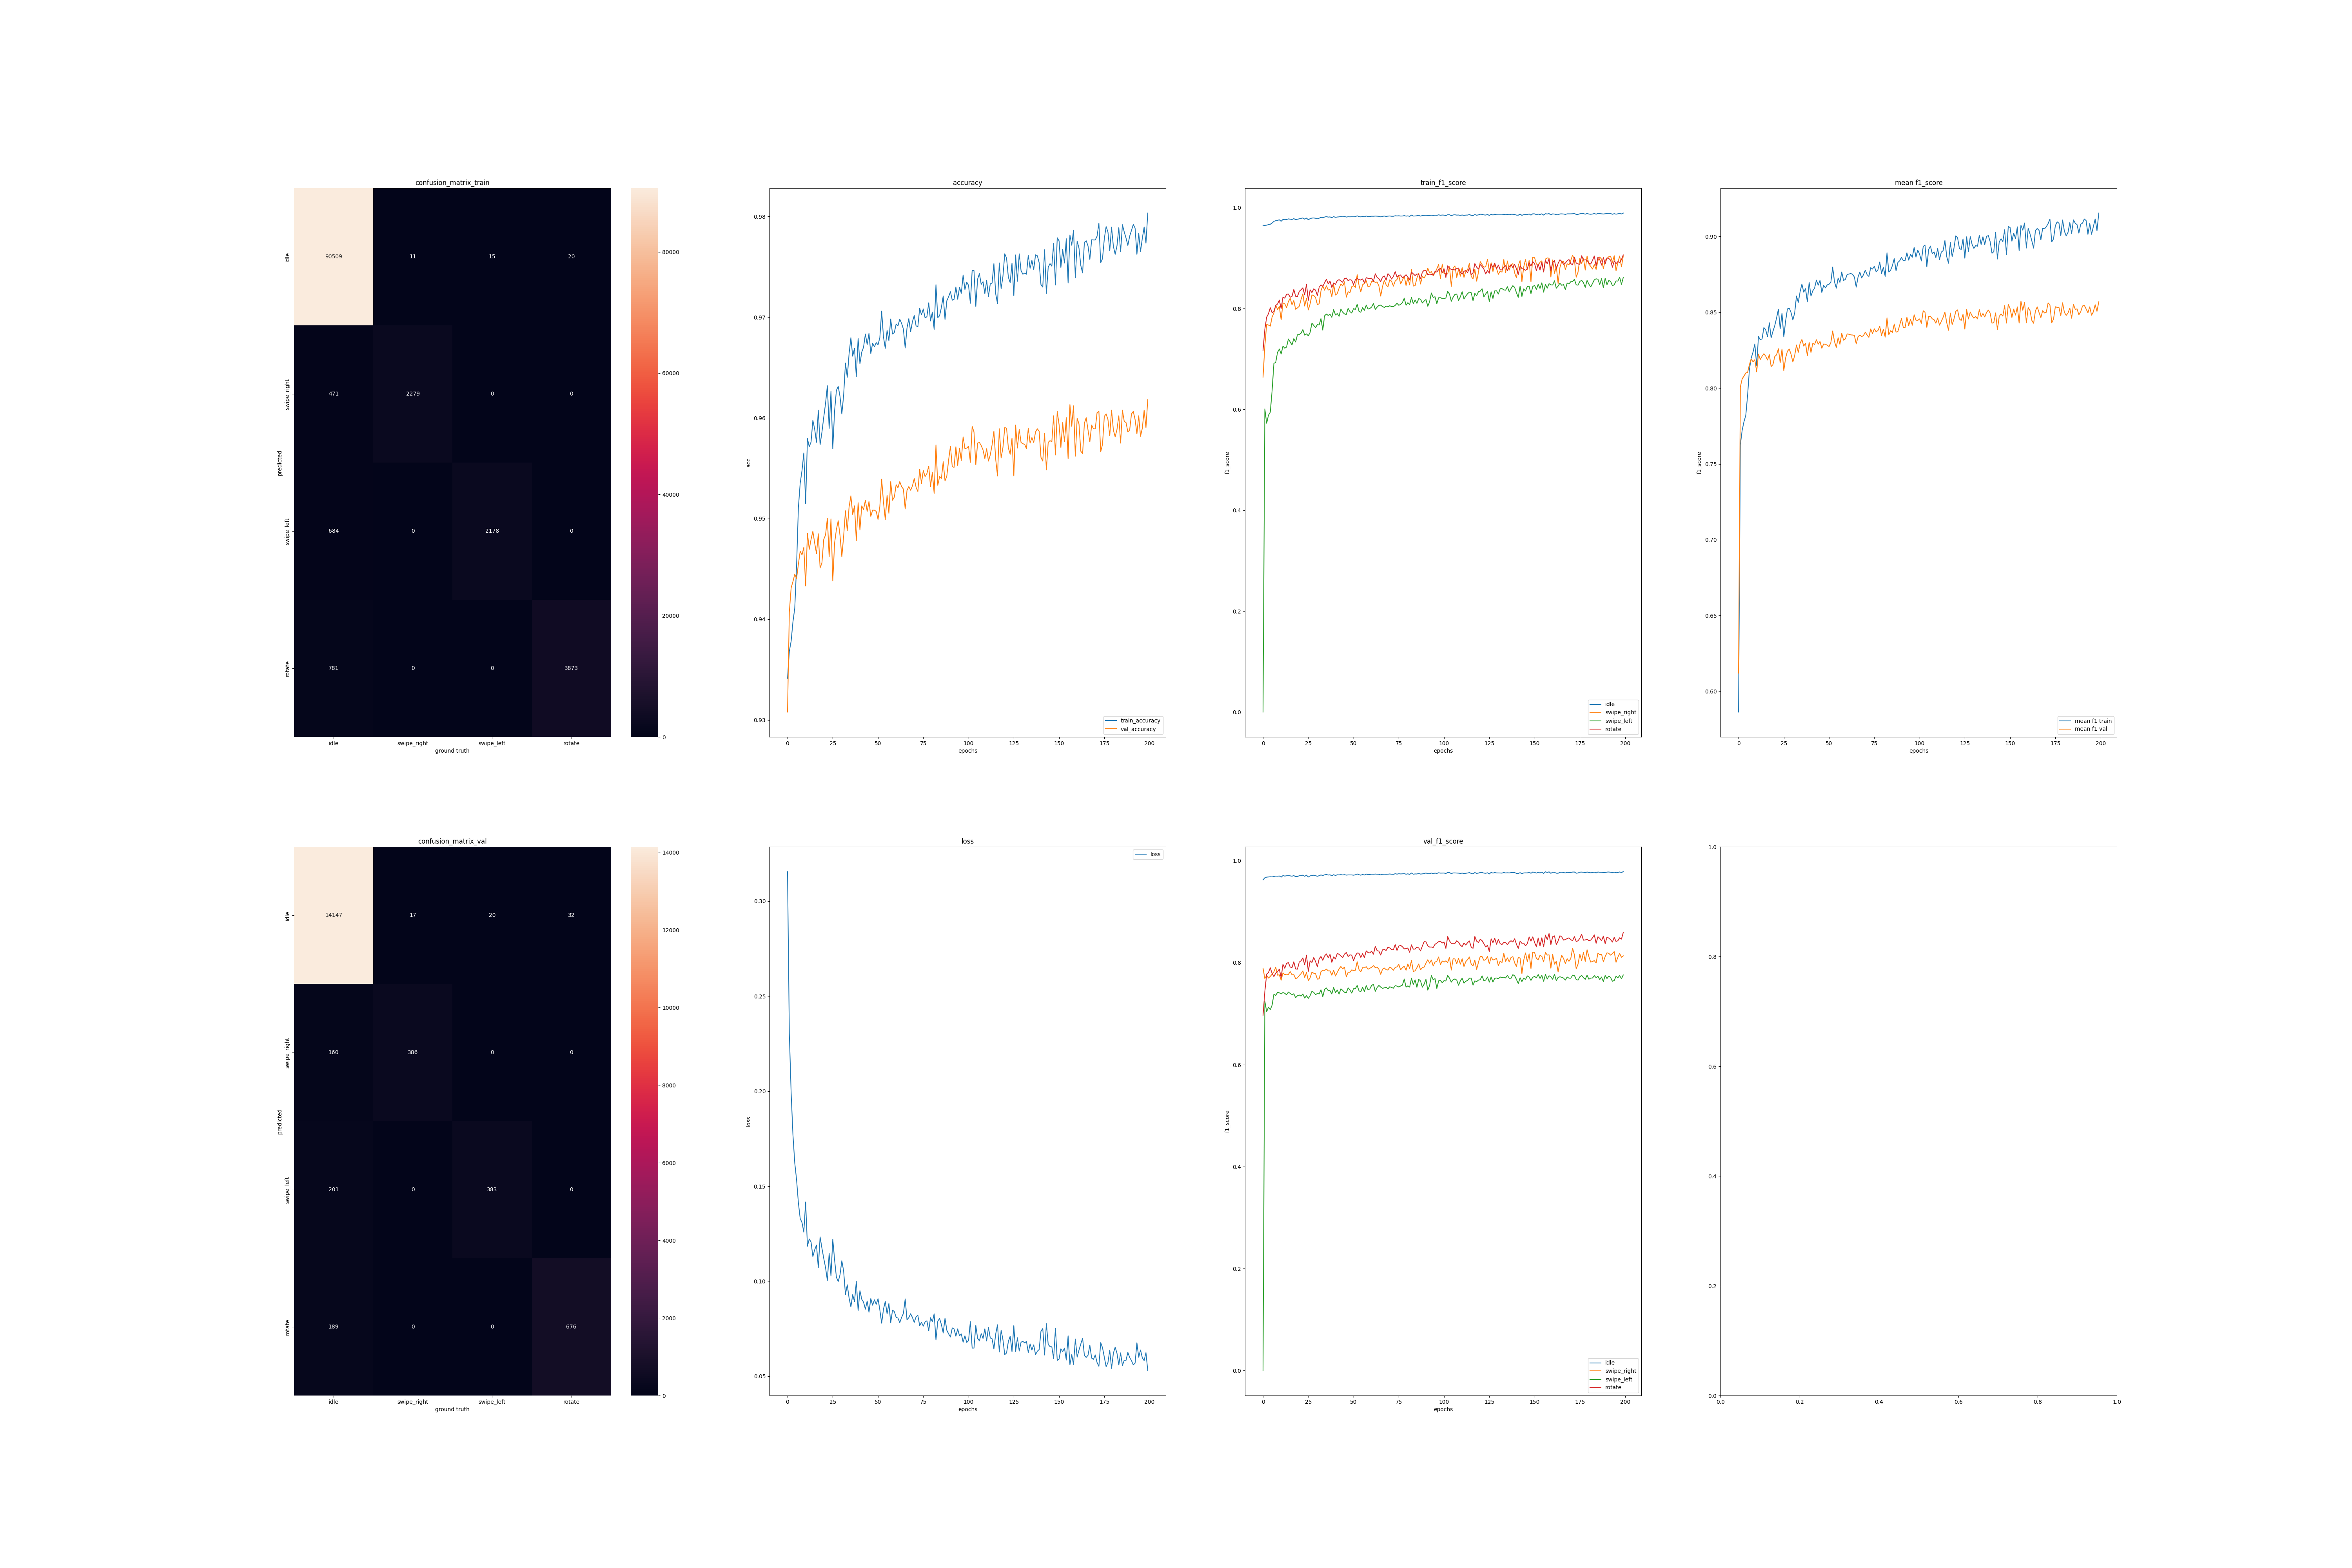 confusion_matrix_train
idle
swipe_right
swipe_left
rotate
predicted
90509 11 15 20
471 2279 0 0
684 0 2178 0
781 0 0 3873
idle swipe_right swipe_left rotate
ground truth
80000
60000
40000
20000
0
accuracy
acc
0.98
0.97
0.96
0.95
0.94
0.93
train_accuracy
val_accuracy
0 25 50 75 100 125 150 175 200
epochs
train_f1_score
f1_score
1.0
0.8
0.6
0.4
0.2
0.0
idle
swipe_right
swipe_left
rotate
0 25 50 75 100 125 150 175 200
epochs
mean f1_score
f1_score
0.90
0.85
0.80
0.75
0.70
0.65
0.60
mean f1 train
mean f1 val
0 25 50 75 100 125 150 175 200
epochs
confusion_matrix_val
idle
swipe_right
swipe_left
rotate
predicted
14147 17 20 32
160 386 0 0
201 0 383 0
189 0 0 676
idle swipe_right swipe_left rotate
ground truth
14000
12000
10000
8000
6000
4000
2000
0
loss
loss
loss
0.30
0.25
0.20
0.15
0.10
0.05
0 25 50 75 100 125 150 175 200
epochs
val_f1_score
f1_score
1.0
0.8
0.6
0.4
0.2
0.0
idle
swipe_right
swipe_left
rotate
0 25 50 75 100 125 150 175 200
epochs
1.0
0.8
0.6
0.4
0.2
0.0
0.0 0.2 0.4 0.6 0.8 1.0